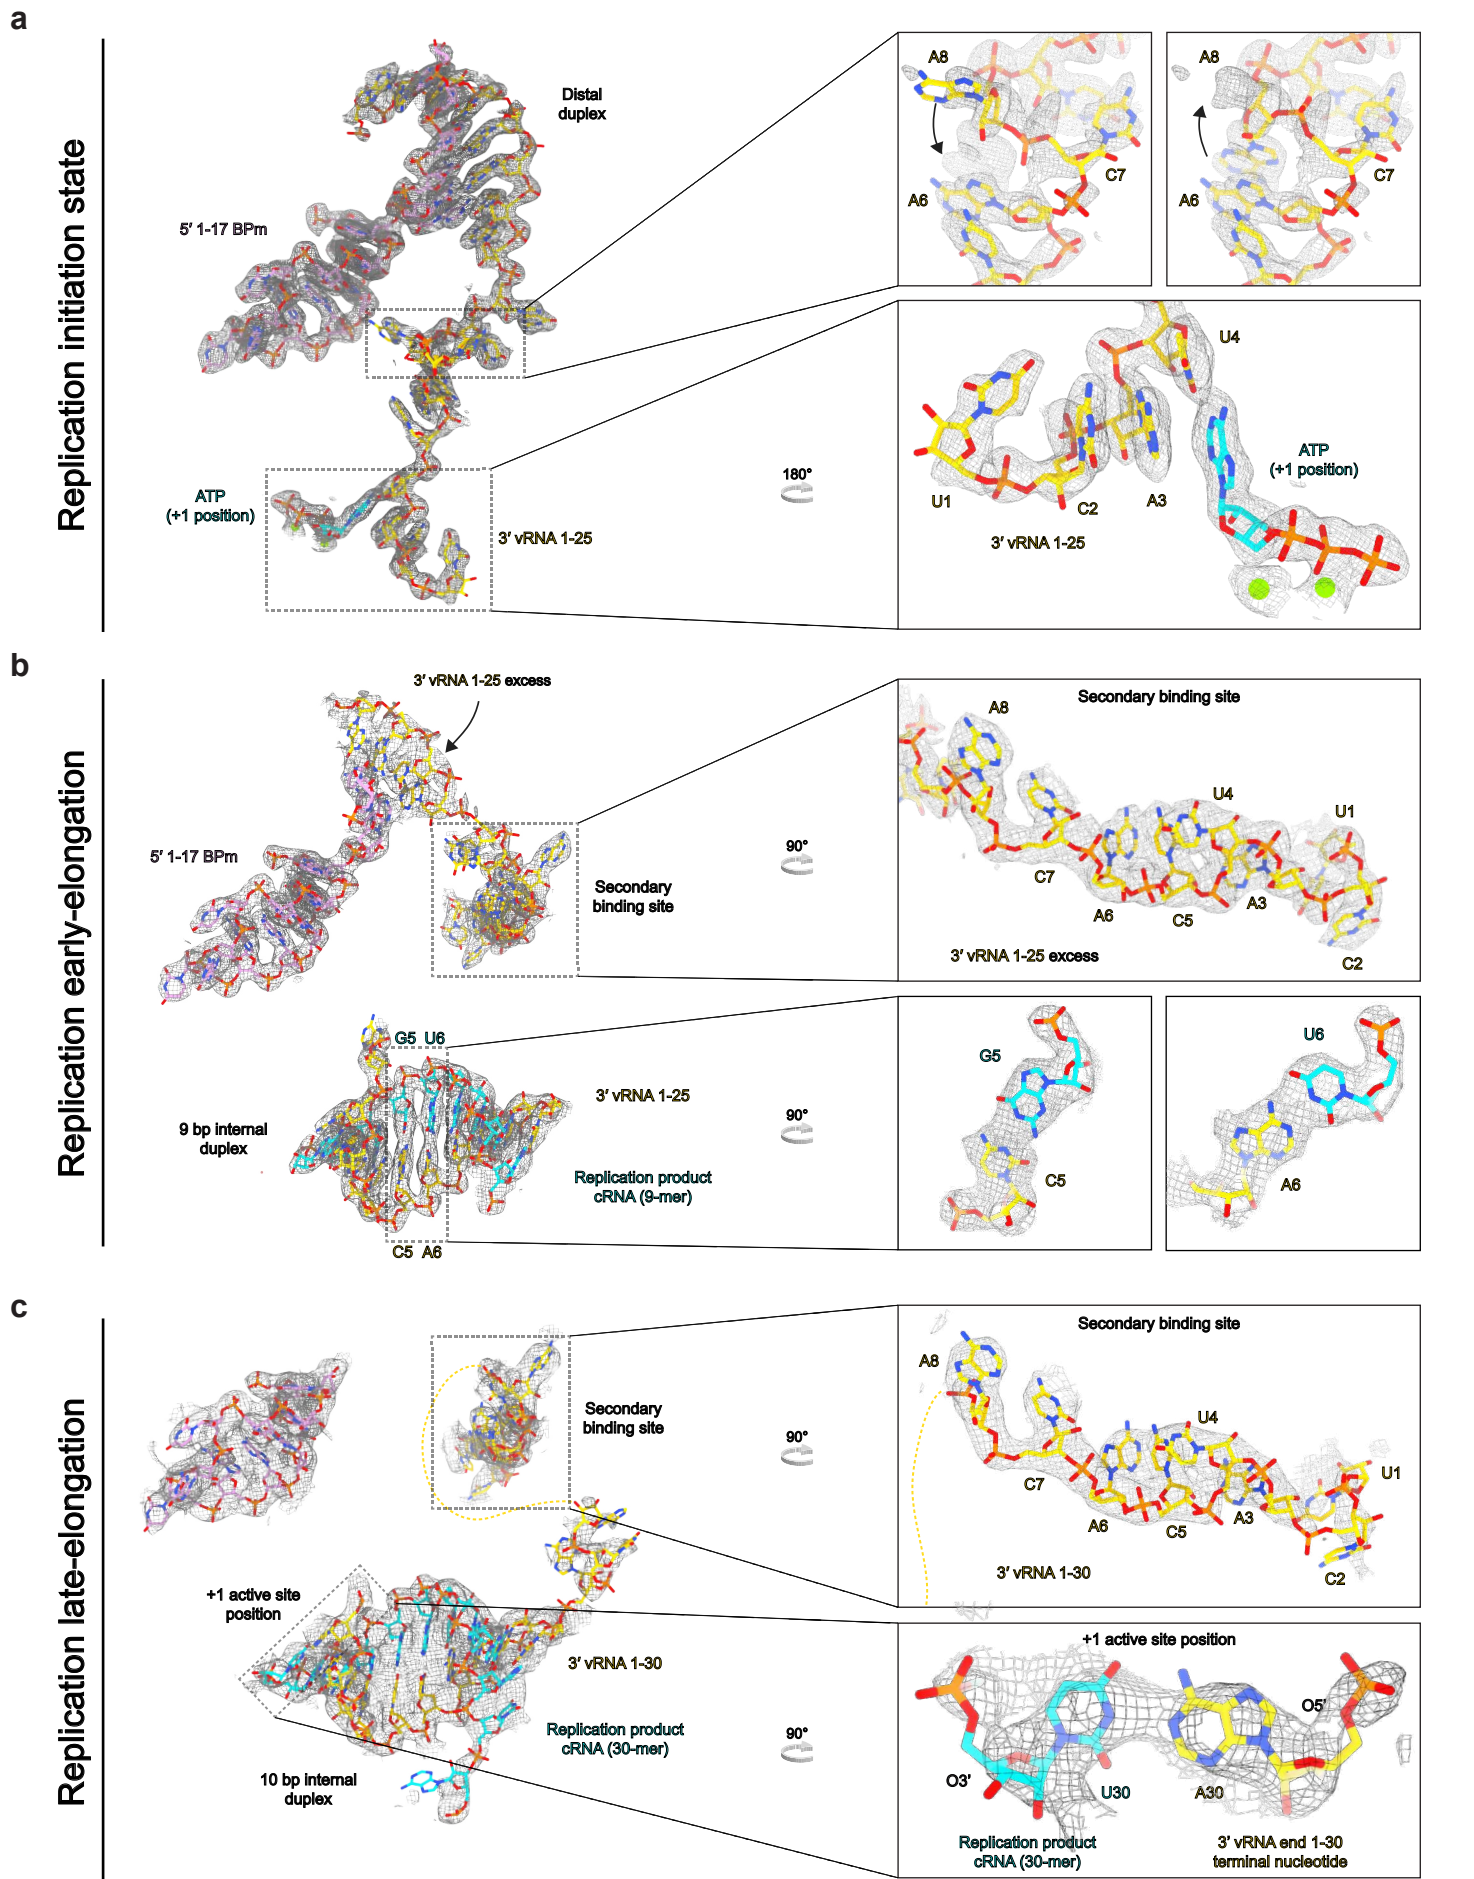 a
Replication initiation state
Distal
duplex
5′ 1-17 BPm
ATP
(+1 position)
3′ vRNA 1-25
A8
A6
C7
A8
A6
C7
180°
U4
U1
C2
A3
ATP
(+1 position)
3′ vRNA 1-25
b
Replication early-elongation
3′ vRNA 1-25 excess
5′ 1-17 BPm
Secondary
binding site
90°
Secondary binding site
A8
U4
U1
C7
A6
C5
A3
C2
3′ vRNA 1-25 excess
G5 U6
9 bp internal
duplex
3′ vRNA 1-25
Replication product
cRNA (9-mer)
C5 A6
90°
G5
C5
U6
A6
c
Replication late-elongation
Secondary
binding site
90°
Secondary binding site
A8
U4
U1
C7
A6
C5
A3
C2
3′ vRNA 1-30
+1 active site
position
3′ vRNA 1-30
Replication product
cRNA (30-mer)
10 bp internal
duplex
90°
+1 active site position
O5'
O3'
U30
A30
Replication product
cRNA (30-mer)
3′ vRNA end 1-30
terminal nucleotide